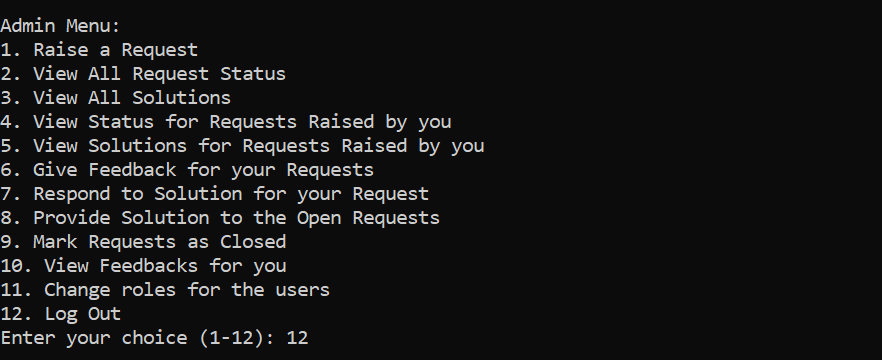 Admin Menu:
1. Raise a Request
2. View All Request Status
3. View All Solutions
4. View Status for Requests Raised by you
5. View Solutions for Requests Raised by you
6. Give Feedback for your Requests
7. Respond to Solution for your Request
8. Provide Solution to the Open Requests
9. Mark Requests as Closed
10. View Feedbacks for you
11. Change roles for the users
12. Log Out
Enter your choice (1-12): 12